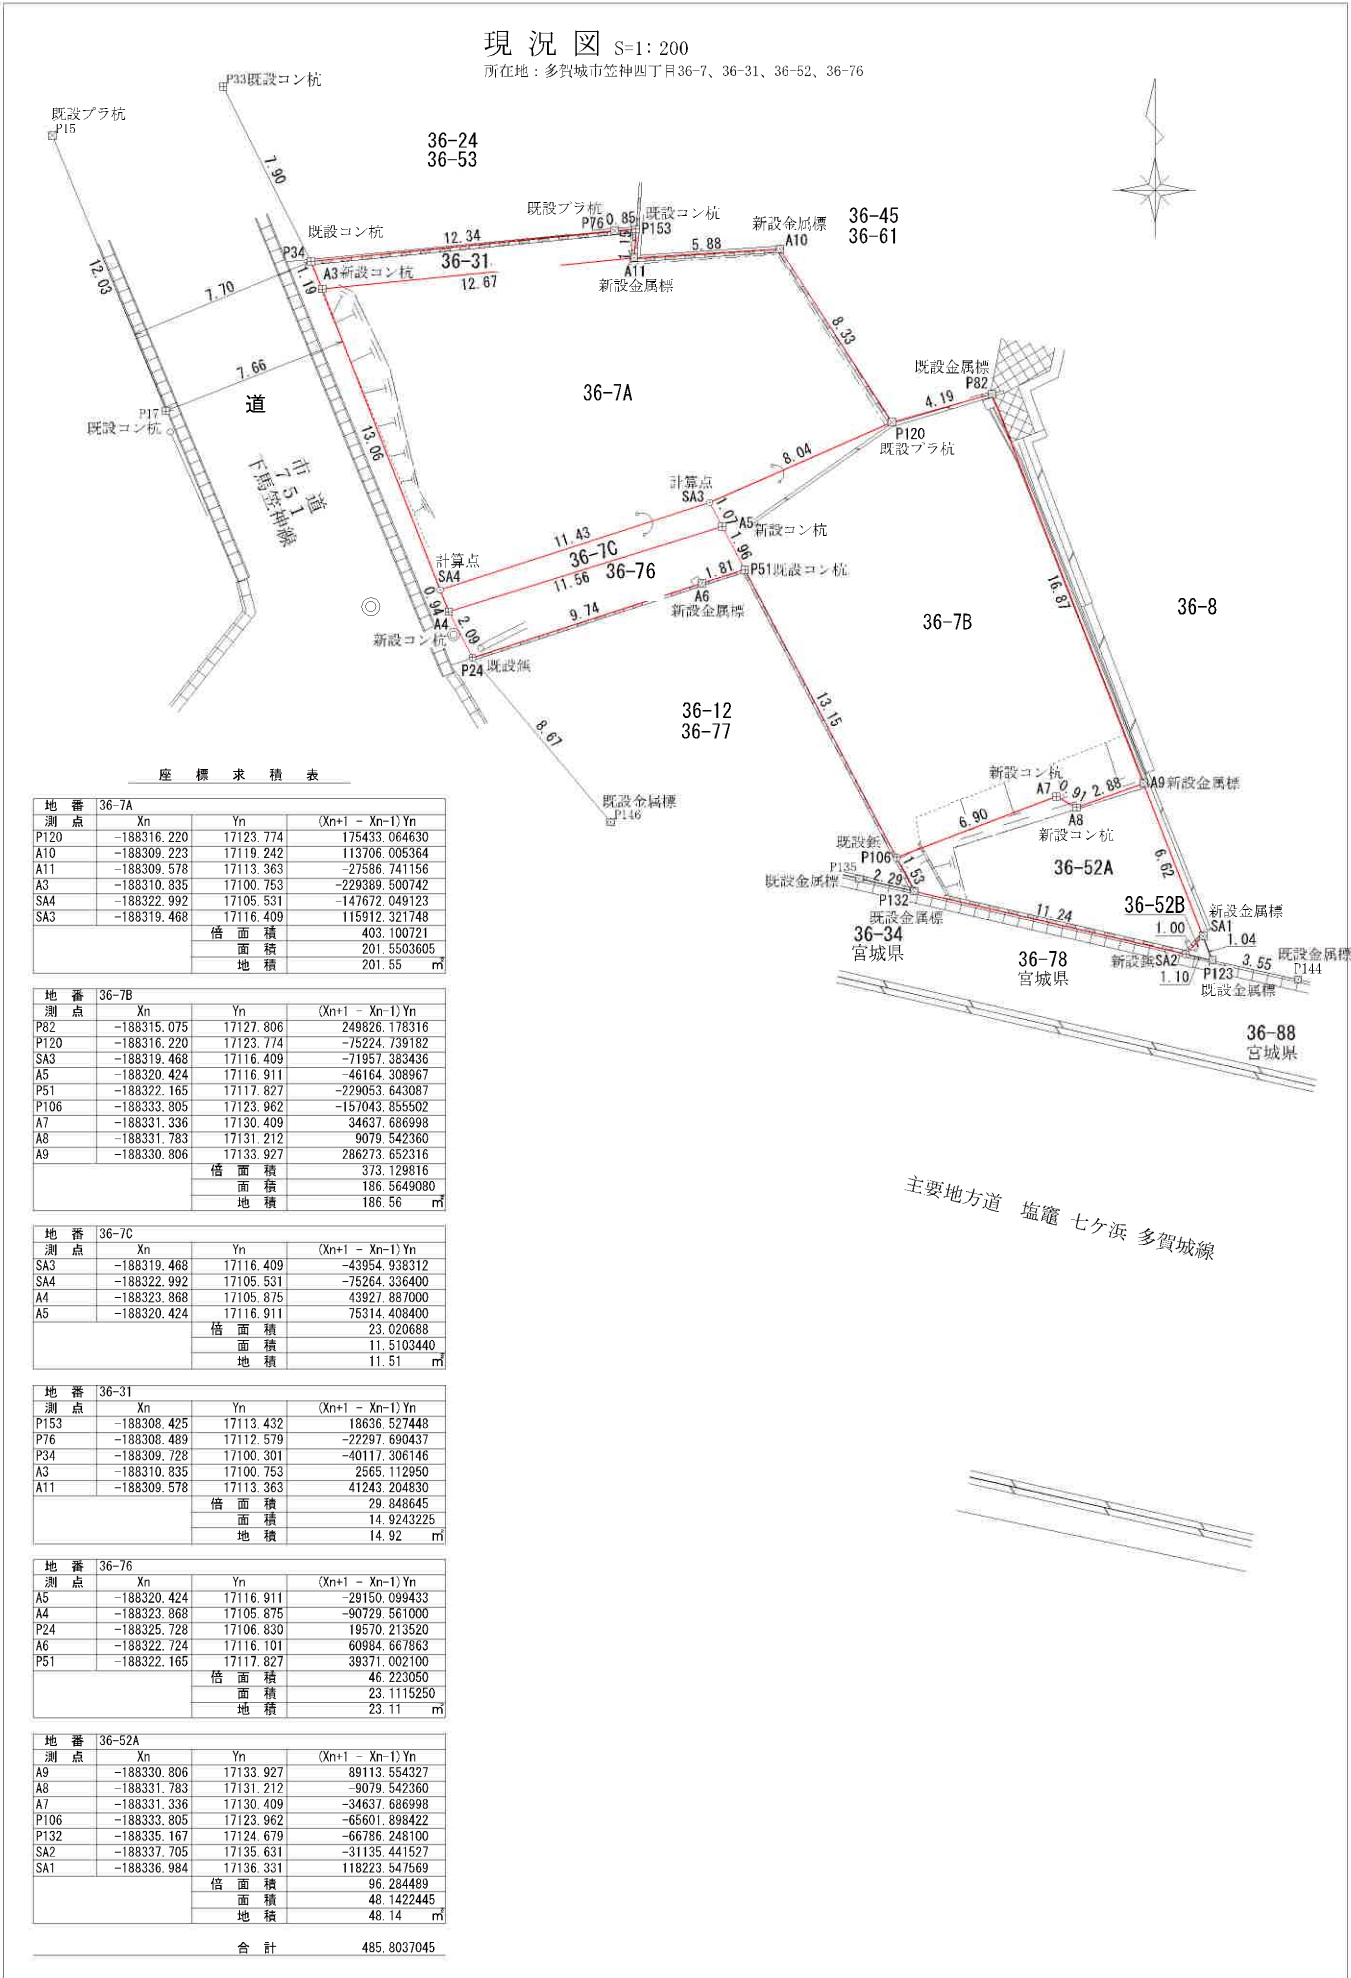 現況図 S=1:200
所在地：多賀城市笠神四丁目36-7、36-31、36-52、36-76
P33既設コン杭
既設プラ杭
P15
7.90
36-24
36-53
12.03
7.70
7.66
P17
既設コン杭
道
市道
751
下馬笠神線
既設コン杭
P34
12.34
既設プラ杭
P76
0.85
既設コン杭
P153
1.15
新設金属標
A10
36-45
36-61
5.88
A11
新設金属標
1.19
A3新設コン杭
36-31
12.67
8.33
36-7A
13.06
既設金属標
P82
4.19
P120
既設プラ杭
8.04
計算点
SA3
1.07
A5
新設コン杭
11.43
36-7C
1.96
計算点
SA4
11.56
36-76
1.81
P51既設コン杭
A6
新設金属標
0.94
A4
新設コン杭
2.09
9.74
P24
既設鋲
16.87
36-8
36-7B
36-12
36-77
13.15
8.67
既設金属標
P146
新設コン杭
A7
0.91
2.88
A9新設金属標
A8
新設コン杭
6.90
既設鋲
P106
1.53
P135
既設金属標
2.29
P132
既設金属標
36-52A
6.62
11.24
36-52B
新設金属標
SA1
1.00
1.04
新設鋲SA2
1.10
P123
既設金属標
3.55
既設金属標
P144
36-34
宮城県
36-78
宮城県
36-88
宮城県
主要地方道 塩竈 七ケ浜 多賀城線
座標求積表
地番 36-7A
測点 Xn Yn (Xn+1 - Xn-1)Yn
P120 -188316.220 17123.774 175433.064630
A10 -188309.223 17119.242 113706.005364
A11 -188309.578 17113.363 -27586.741156
A3 -188310.835 17100.753 -229389.500742
SA4 -188322.992 17105.531 -147672.049123
SA3 -188319.468 17116.409 115912.321748
倍面積 403.100721
面積 201.5503605
地積 201.55 ㎡
地番 36-7B
測点 Xn Yn (Xn+1 - Xn-1)Yn
P82 -188315.075 17127.806 249826.178316
P120 -188316.220 17123.774 -75224.739182
SA3 -188319.468 17116.409 -71957.383436
A5 -188320.424 17116.911 -46164.308967
P51 -188322.165 17117.827 -229053.643087
P106 -188333.805 17123.962 -157043.855502
A7 -188331.336 17130.409 34637.686998
A8 -188331.783 17131.212 9079.542360
A9 -188330.806 17133.927 286273.652316
倍面積 373.129816
面積 186.5649080
地積 186.56 ㎡
地番 36-7C
測点 Xn Yn (Xn+1 - Xn-1)Yn
SA3 -188319.468 17116.409 -43954.938312
SA4 -188322.992 17105.531 -75264.336400
A4 -188323.868 17105.875 43927.887000
A5 -188320.424 17116.911 75314.408400
倍面積 23.020688
面積 11.5103440
地積 11.51 ㎡
地番 36-31
測点 Xn Yn (Xn+1 - Xn-1)Yn
P153 -188308.425 17113.432 18636.527448
P76 -188308.489 17112.579 -22297.690437
P34 -188309.728 17100.301 -40117.306146
A3 -188310.835 17100.753 2565.112950
A11 -188309.578 17113.363 41243.204830
倍面積 29.848645
面積 14.9243225
地積 14.92 ㎡
地番 36-76
測点 Xn Yn (Xn+1 - Xn-1)Yn
A5 -188320.424 17116.911 -29150.099433
A4 -188323.868 17105.875 -90729.561000
P24 -188325.728 17106.830 19570.213520
A6 -188322.724 17116.101 60984.667863
P51 -188322.165 17117.827 39371.002100
倍面積 46.223050
面積 23.1115250
地積 23.11 ㎡
地番 36-52A
測点 Xn Yn (Xn+1 - Xn-1)Yn
A9 -188330.806 17133.927 89113.554327
A8 -188331.783 17131.212 -9079.542360
A7 -188331.336 17130.409 -34637.686998
P106 -188333.805 17123.962 -65601.898422
P132 -188335.167 17124.679 -66786.248100
SA2 -188337.705 17135.631 -31135.441527
SA1 -188336.984 17136.331 118223.547569
倍面積 96.284489
面積 48.1422445
地積 48.14 ㎡
合計 485.8037045